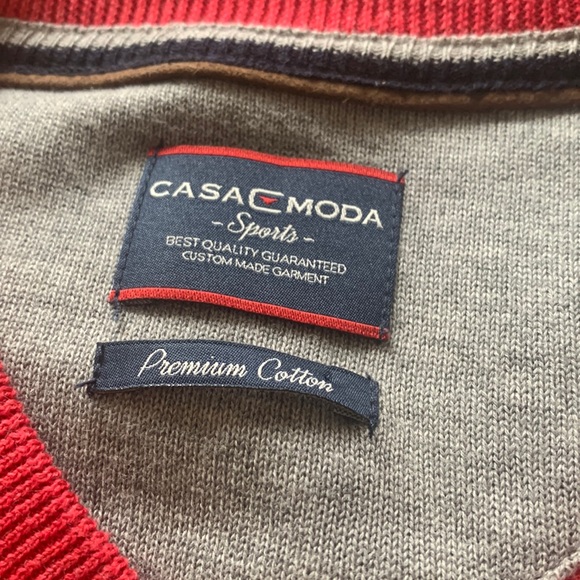 CASA MODA
- Sports -
BEST QUALITY GUARANTEED
CUSTOM MADE GARMENT
Premium Cotton